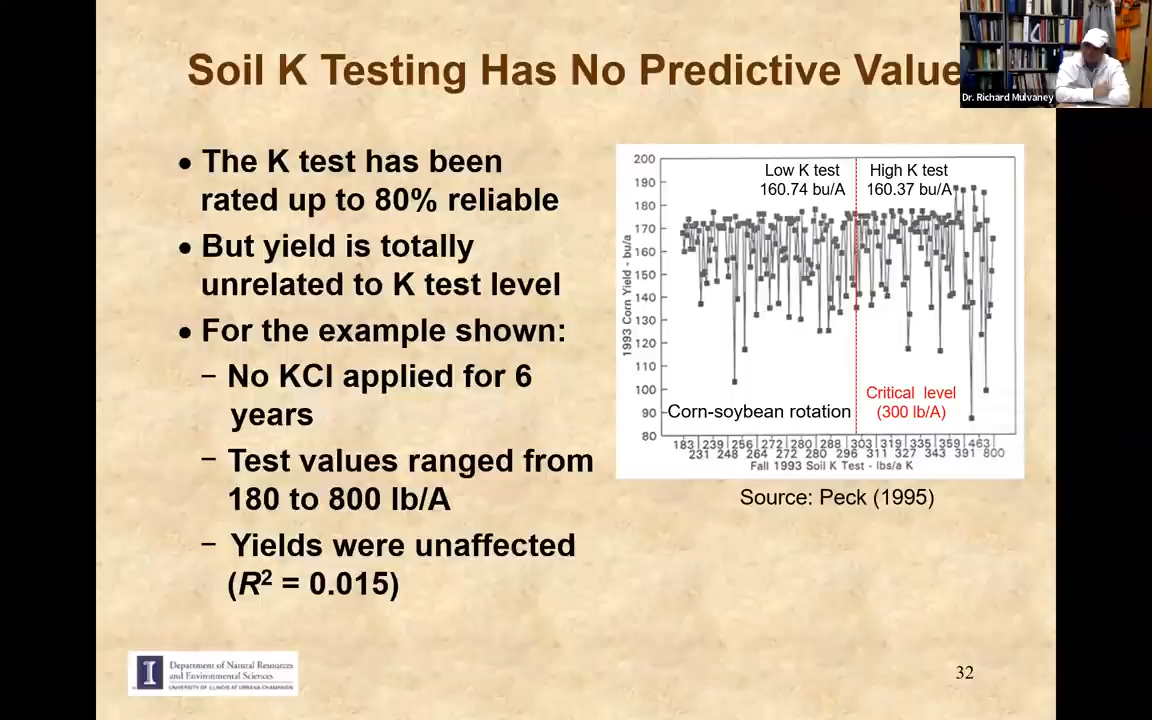 Soil K Testing Has No Predictive Value
Dr. Richard Mulvaney
• The K test has been
rated up to 80% reliable
• But yield is totally
unrelated to K test level
• For the example shown:
– No KCl applied for 6
years
– Test values ranged from
180 to 800 lb/A
– Yields were unaffected
(R² = 0.015)
Low K test
160.74 bu/A
High K test
160.37 bu/A
200
190
180
170
160
150
140
130
120
110
100
90
80
1993 Corn Yield - bu/a
Critical level
(300 lb/A)
Corn-soybean rotation
183 239 256 272 280 288 303 319 335 359 463
231 248 264 272 280 296 311 327 343 391 800
Fall 1993 Soil K Test - lbs/a K
Source: Peck (1995)
I
Department of Natural Resources
and Environmental Sciences
UNIVERSITY OF ILLINOIS AT URBANA-CHAMPAIGN
32